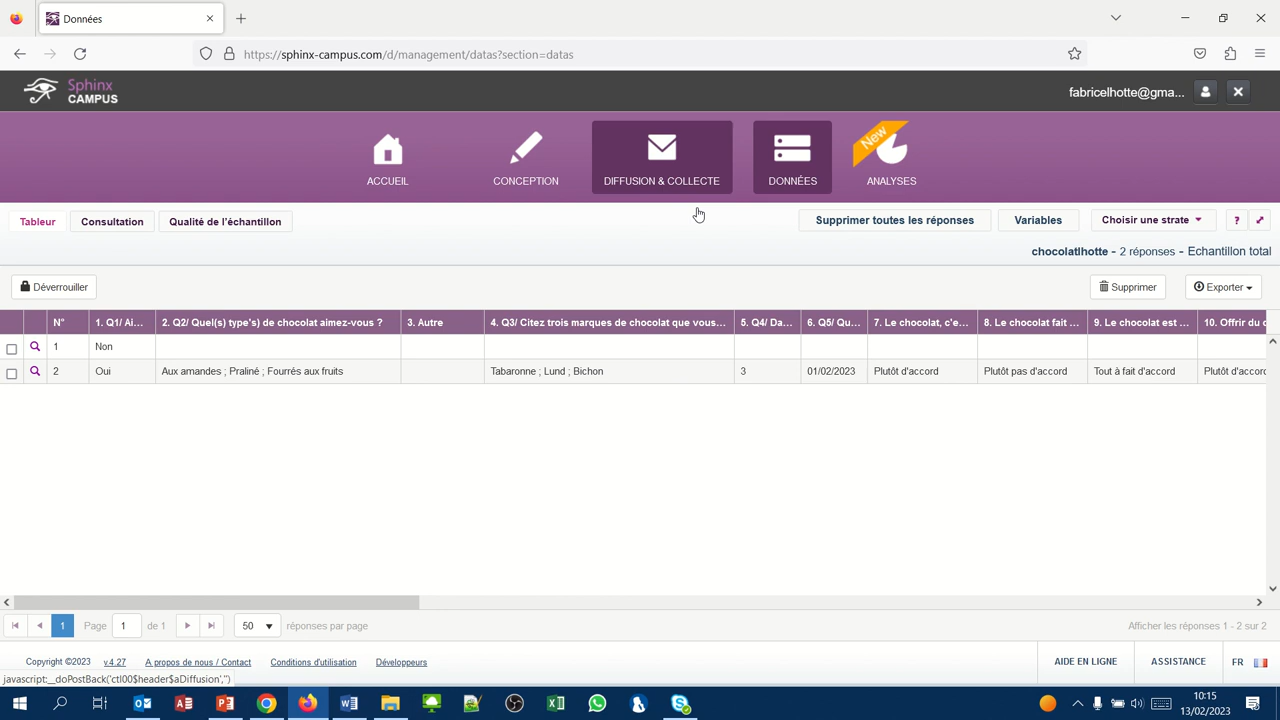 Données
https://sphinx-campus.com/d/management/datas?section=datas
Sphinx
CAMPUS
fabricelhotte@gma...
New
ACCUEIL
CONCEPTION
DIFFUSION & COLLECTE
DONNÉES
ANALYSES
Tableur
Consultation
Qualité de l'échantillon
Supprimer toutes les réponses
Variables
Choisir une strate
?
chocolatlhotte - 2 réponses - Echantillon total
Déverrouiller
Supprimer
Exporter
N° 1. Q1/ Ai... 2. Q2/ Quel(s) type's) de chocolat aimez-vous ? 3. Autre 4. Q3/ Citez trois marques de chocolat que vous... 5. Q4/ Da... 6. Q5/ Qu... 7. Le chocolat, c'e... 8. Le chocolat fait ... 9. Le chocolat est ... 10. Offrir du c
1 Non
2 Oui Aux amandes ; Praliné ; Fourrés aux fruits Tabaronne ; Lund ; Bichon 3 01/02/2023 Plutôt d'accord Plutôt pas d'accord Tout à fait d'accord Plutôt d'accord
1 Page 1 de 1 50 réponses par page
Afficher les réponses 1 - 2 sur 2
Copyright ©2023 v.4.27 A propos de nous / Contact Conditions d'utilisation Développeurs
AIDE EN LIGNE
ASSISTANCE
FR
javascript:__doPostBack('ctl00$header$aDiffusion','')
10:15
13/02/2023